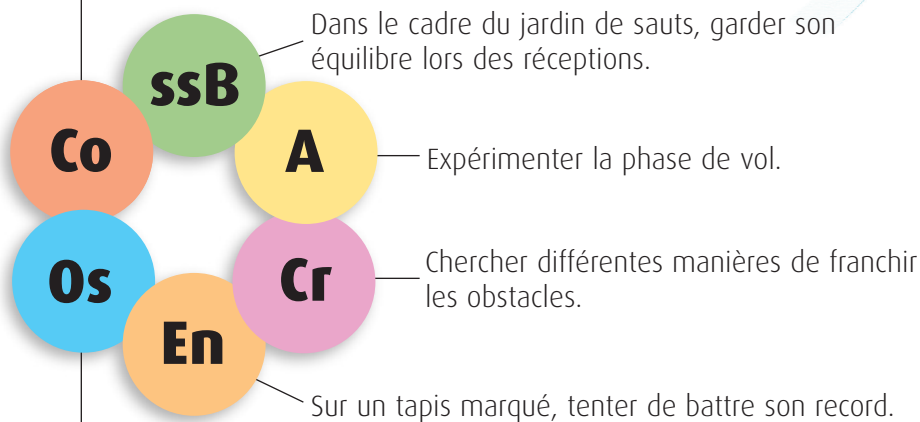 Dans le cadre du jardin de sauts, garder son
équilibre lors des réceptions.
ssB
Co
A
Expérimenter la phase de vol.
Os
Cr
Chercher différentes manières de franchir
les obstacles.
En
Sur un tapis marqué, tenter de battre son record.